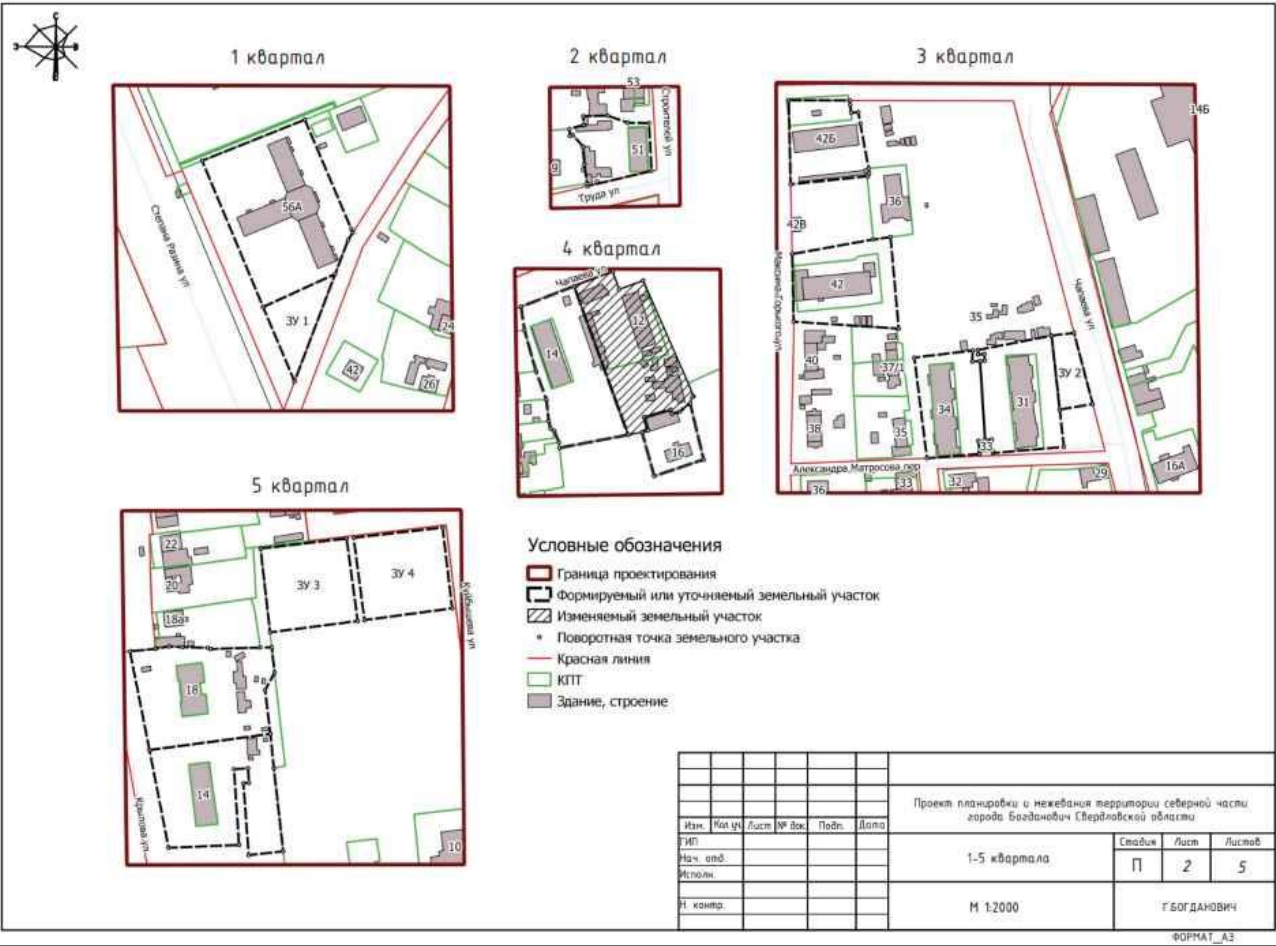 С
З
В
Ю
1 квартал
Степана Разина ул
56А
ЗУ 1
42
26
24
2 квартал
53
51
9
Строителей ул
Труда ул
3 квартал
14Б
42Б
36
42В
42
Максима Горького ул
Чапаева ул
35
40
37/1
38
35
34
33
31
ЗУ 2
Александра Матросова пер
36
33
32
29
16А
4 квартал
Чапаева ул
12
14
16
5 квартал
22
20
18а
18
14
10
ЗУ 3
ЗУ 4
Куйбышева ул
Крылова ул
Условные обозначения
Граница проектирования
Формируемый или уточняемый земельный участок
Изменяемый земельный участок
Поворотная точка земельного участка
Красная линия
КПТ
Здание, строение
Проект планировки и межевания территории северной части
города Богданович Свердловской области
Изм. Кол.уч Лист № док. Подп. Дата
ГИП
Нач. отд.
Исполн.
Н. контр.
1-5 квартала
Стадия Лист Листов
П 2 5
М 1:2000
Г.БОГДАНОВИЧ
ФОРМАТ_А3